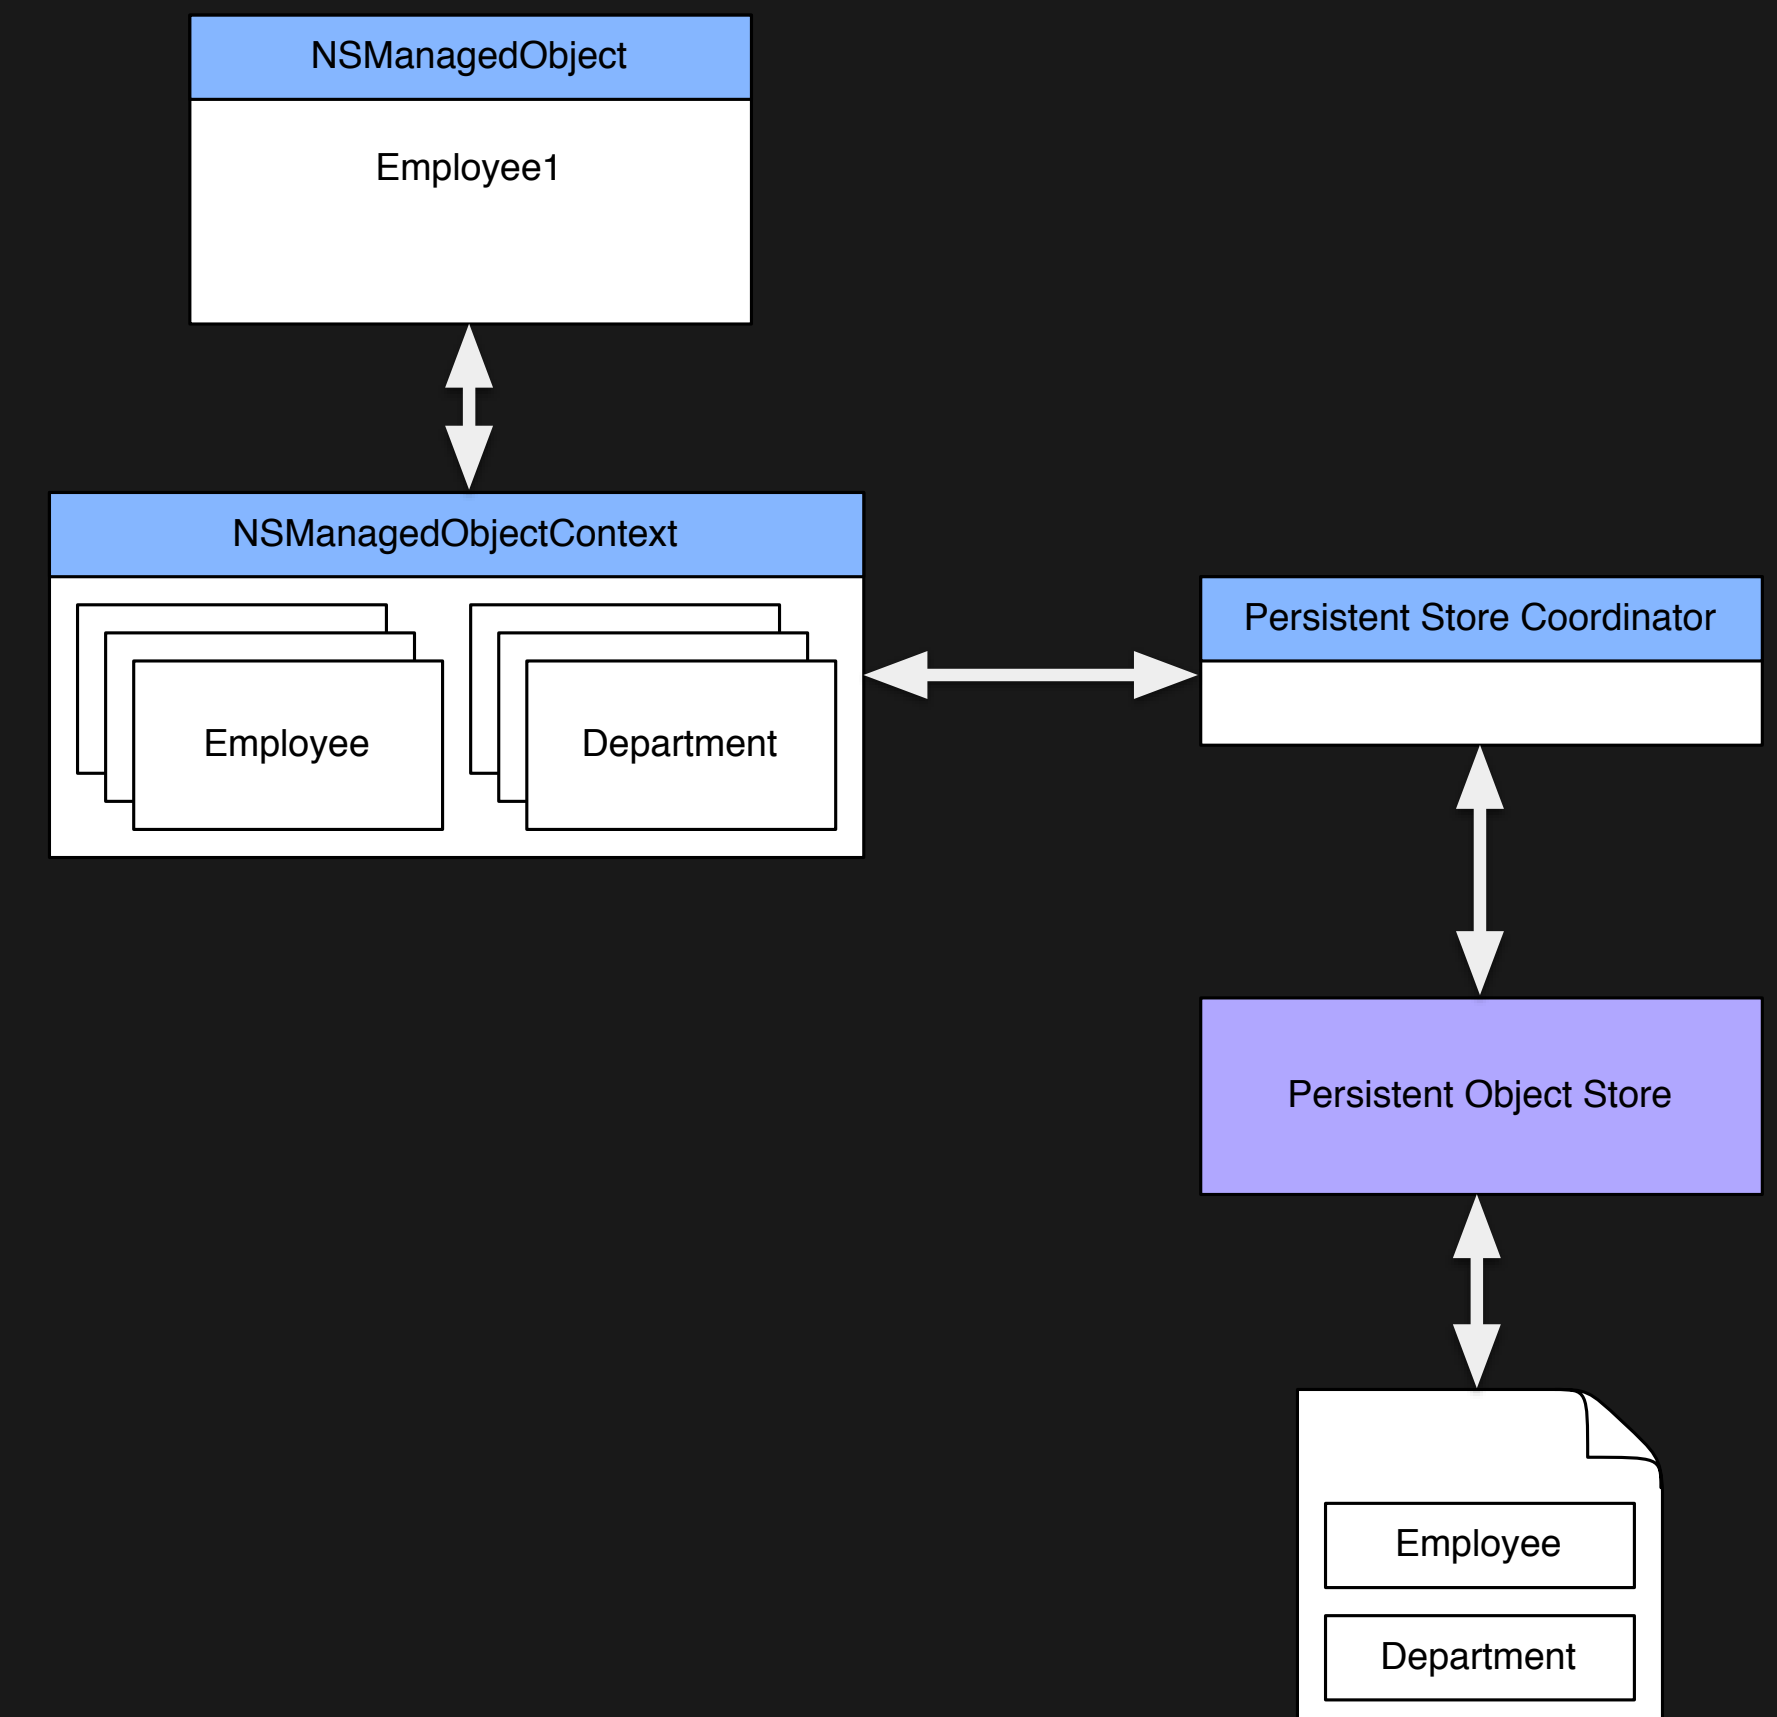 NSManagedObject
Employee1
NSManagedObjectContext
Employee
Department
Persistent Store Coordinator
Persistent Object Store
Employee
Department